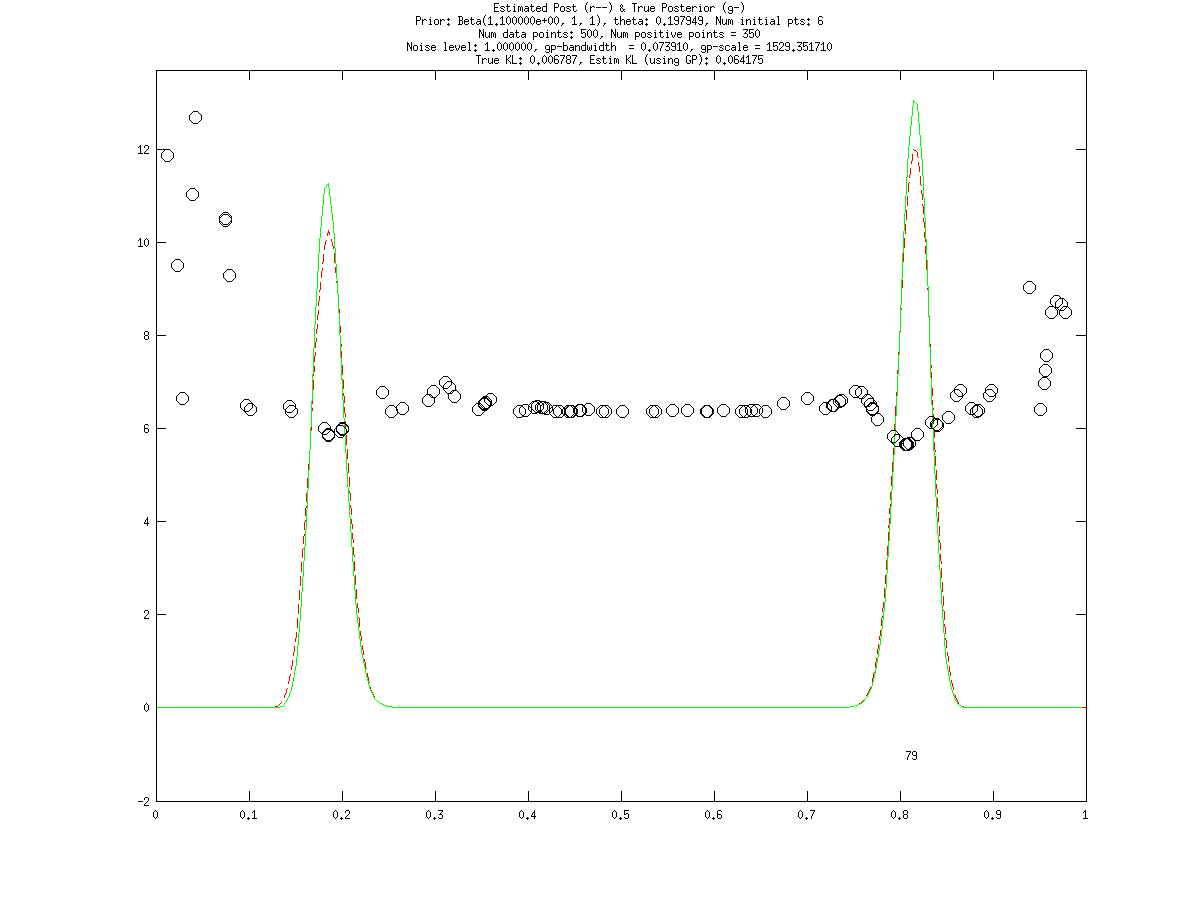 Estimated Post (r--) & True Posterior (g-)
Prior: Beta(1.100000e+00, 1, 1), theta: 0.197949, Num initial pts: 6
Num data points: 500, Num positive points = 350
Noise level: 1.000000, gp-bandwidth  = 0.073910, gp-scale = 1529.351710
True KL: 0.006787, Estim KL (using GP): 0.064175
12
10
8
6
4
2
0
-2
79
0 0.1 0.2 0.3 0.4 0.5 0.6 0.7 0.8 0.9 1